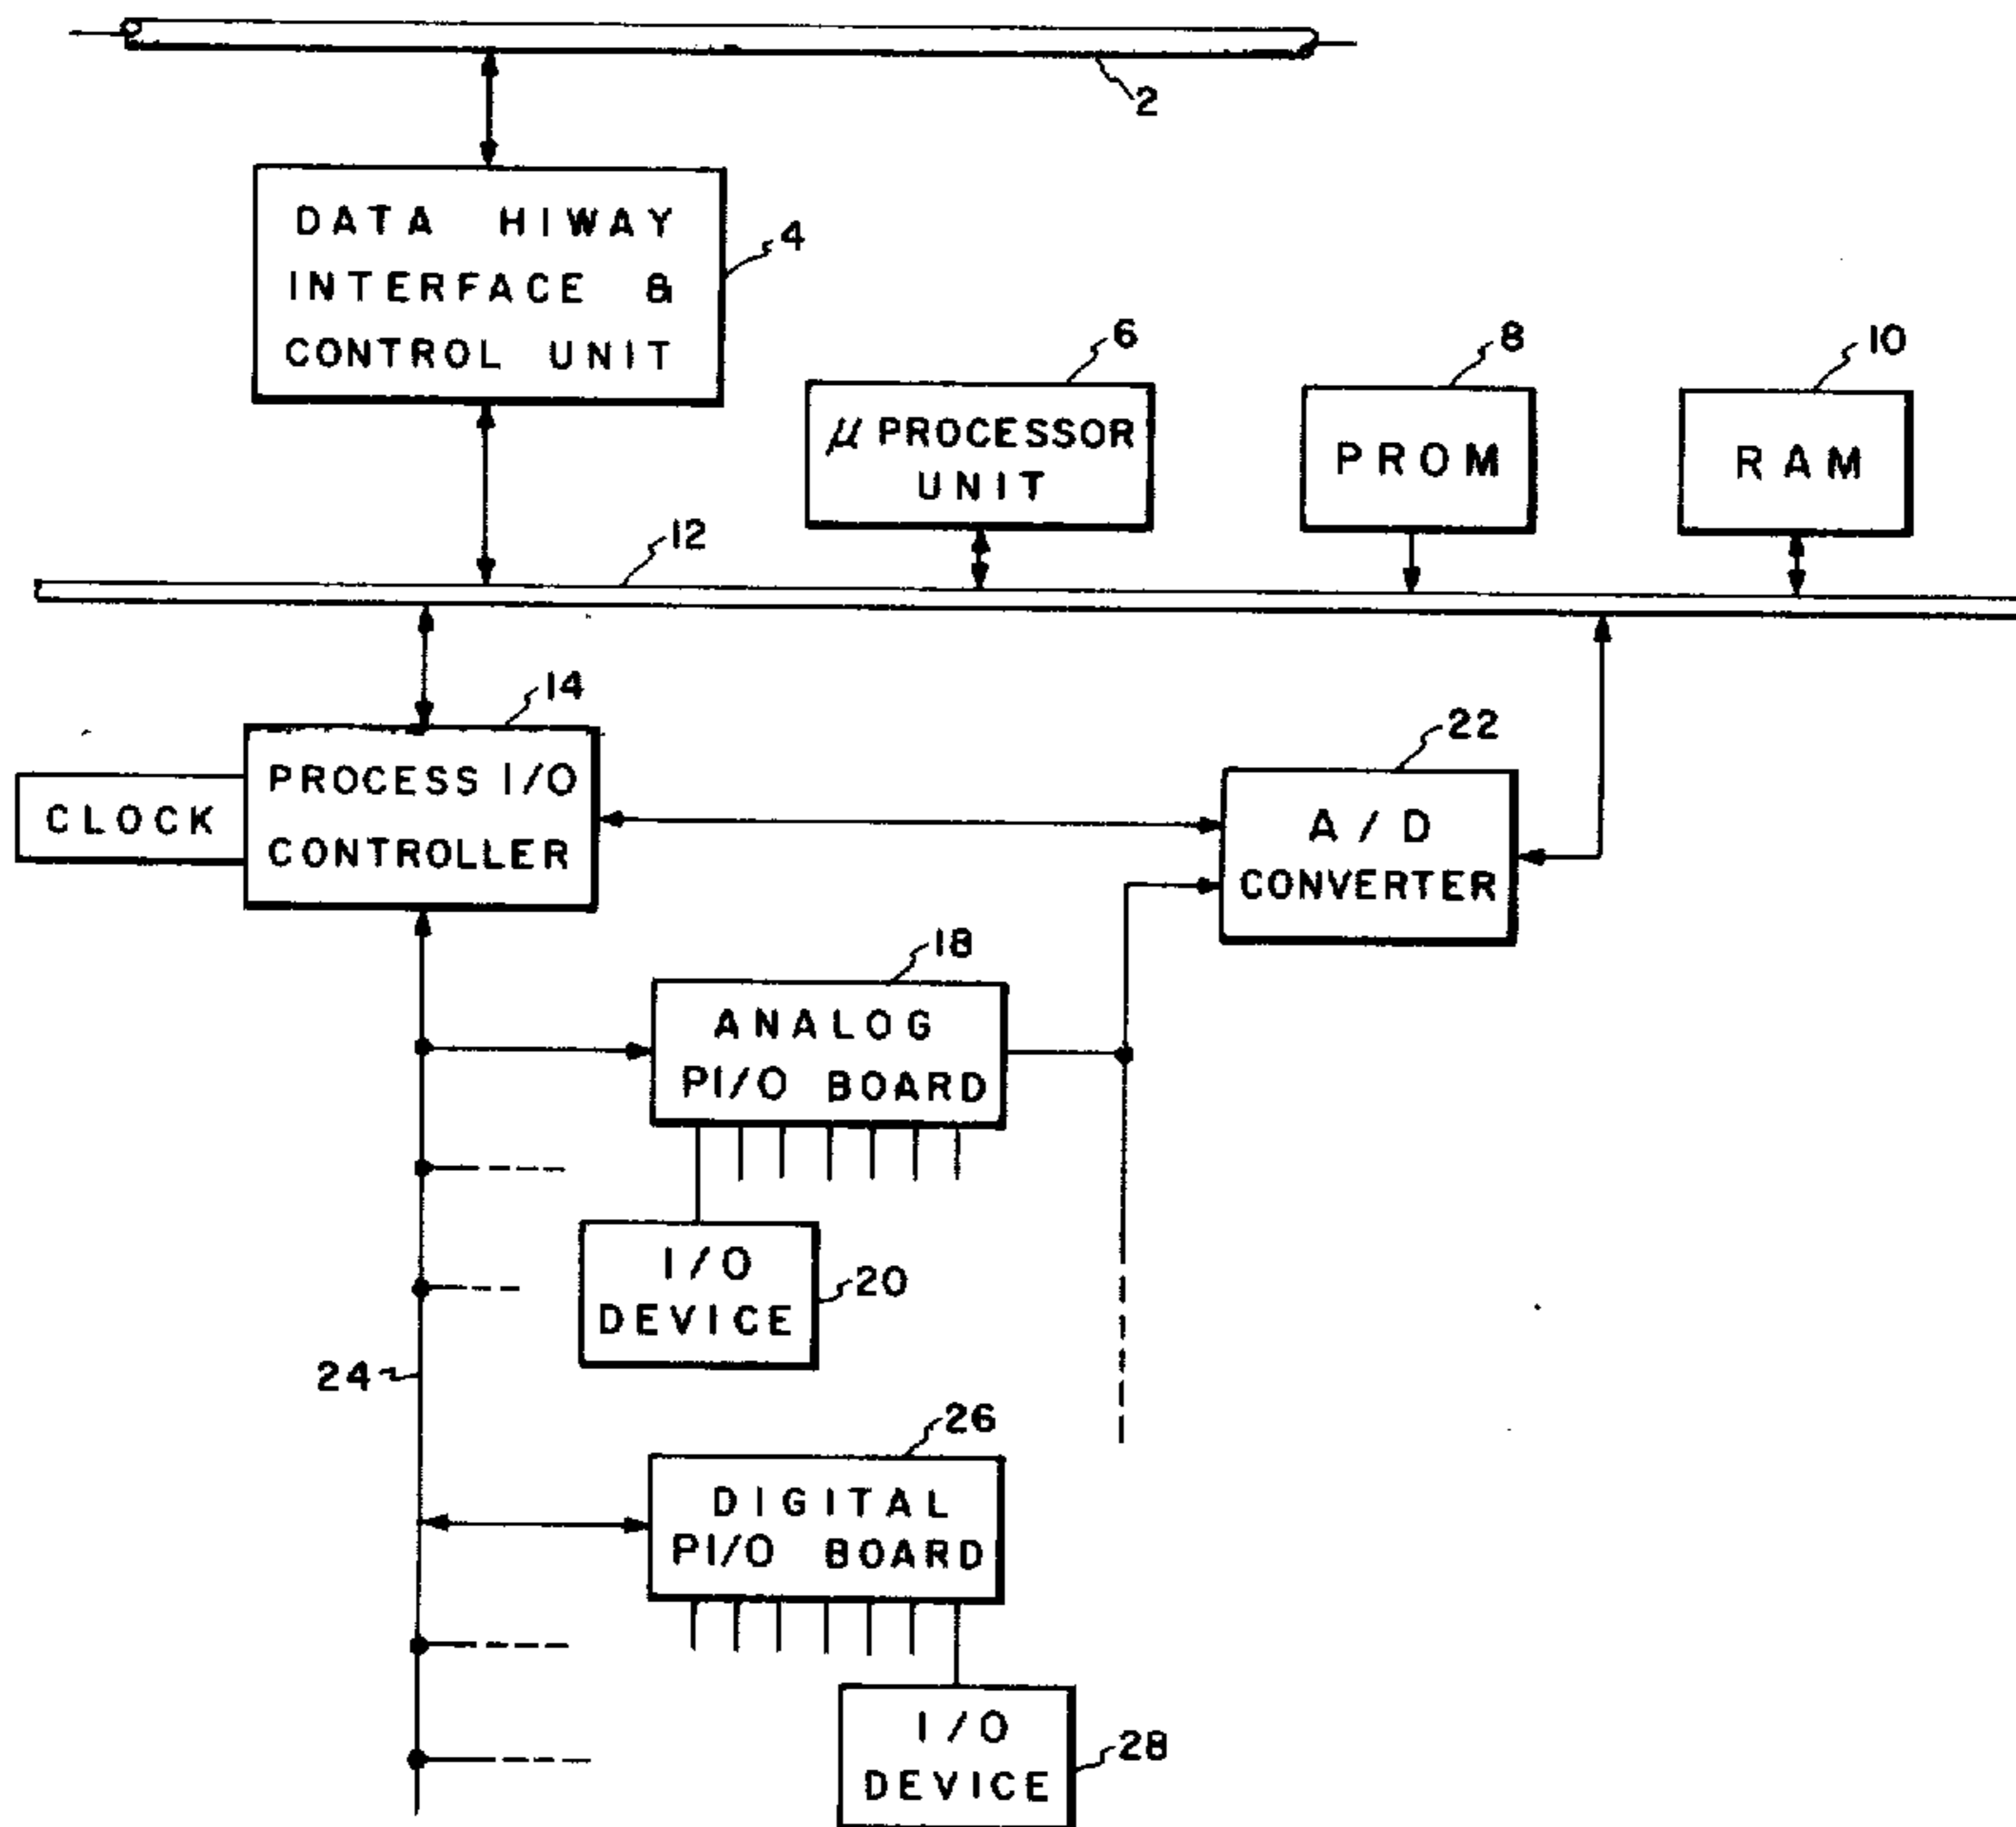 2
DATA HIWAY
INTERFACE &
CONTROL UNIT
4
μ PROCESSOR
UNIT
6
PROM
8
RAM
10
12
14
CLOCK
PROCESS I/O
CONTROLLER
22
A/D
CONVERTER
18
ANALOG
PI/O BOARD
I/O
DEVICE
20
24
26
DIGITAL
PI/O BOARD
I/O
DEVICE
28